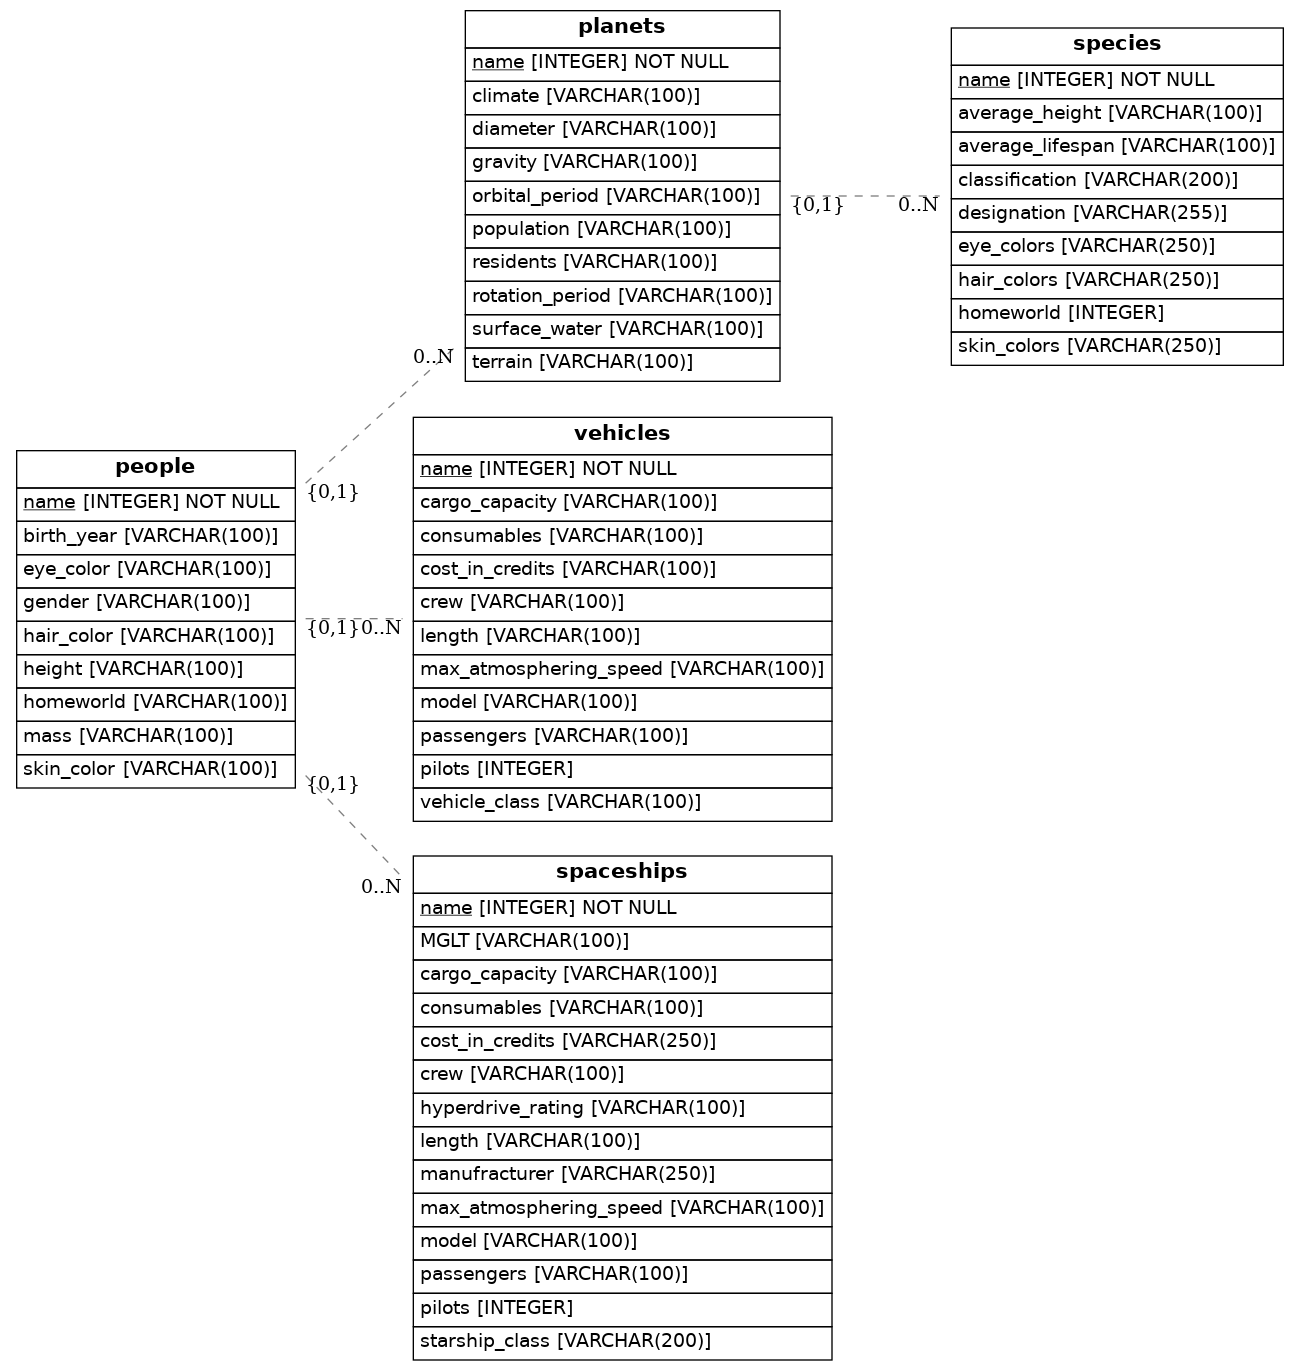 planets
name [INTEGER] NOT NULL
climate [VARCHAR(100)]
diameter [VARCHAR(100)]
gravity [VARCHAR(100)]
orbital_period [VARCHAR(100)]
population [VARCHAR(100)]
residents [VARCHAR(100)]
rotation_period [VARCHAR(100)]
surface_water [VARCHAR(100)]
terrain [VARCHAR(100)]
{0,1}
0..N
species
name [INTEGER] NOT NULL
average_height [VARCHAR(100)]
average_lifespan [VARCHAR(100)]
classification [VARCHAR(200)]
designation [VARCHAR(255)]
eye_colors [VARCHAR(250)]
hair_colors [VARCHAR(250)]
homeworld [INTEGER]
skin_colors [VARCHAR(250)]
people
name [INTEGER] NOT NULL
birth_year [VARCHAR(100)]
eye_color [VARCHAR(100)]
gender [VARCHAR(100)]
hair_color [VARCHAR(100)]
height [VARCHAR(100)]
homeworld [VARCHAR(100)]
mass [VARCHAR(100)]
skin_color [VARCHAR(100)]
0..N
{0,1}
{0,1}
0..N
{0,1}
0..N
vehicles
name [INTEGER] NOT NULL
cargo_capacity [VARCHAR(100)]
consumables [VARCHAR(100)]
cost_in_credits [VARCHAR(100)]
crew [VARCHAR(100)]
length [VARCHAR(100)]
max_atmosphering_speed [VARCHAR(100)]
model [VARCHAR(100)]
passengers [VARCHAR(100)]
pilots [INTEGER]
vehicle_class [VARCHAR(100)]
spaceships
name [INTEGER] NOT NULL
MGLT [VARCHAR(100)]
cargo_capacity [VARCHAR(100)]
consumables [VARCHAR(100)]
cost_in_credits [VARCHAR(250)]
crew [VARCHAR(100)]
hyperdrive_rating [VARCHAR(100)]
length [VARCHAR(100)]
manufracturer [VARCHAR(250)]
max_atmosphering_speed [VARCHAR(100)]
model [VARCHAR(100)]
passengers [VARCHAR(100)]
pilots [INTEGER]
starship_class [VARCHAR(200)]